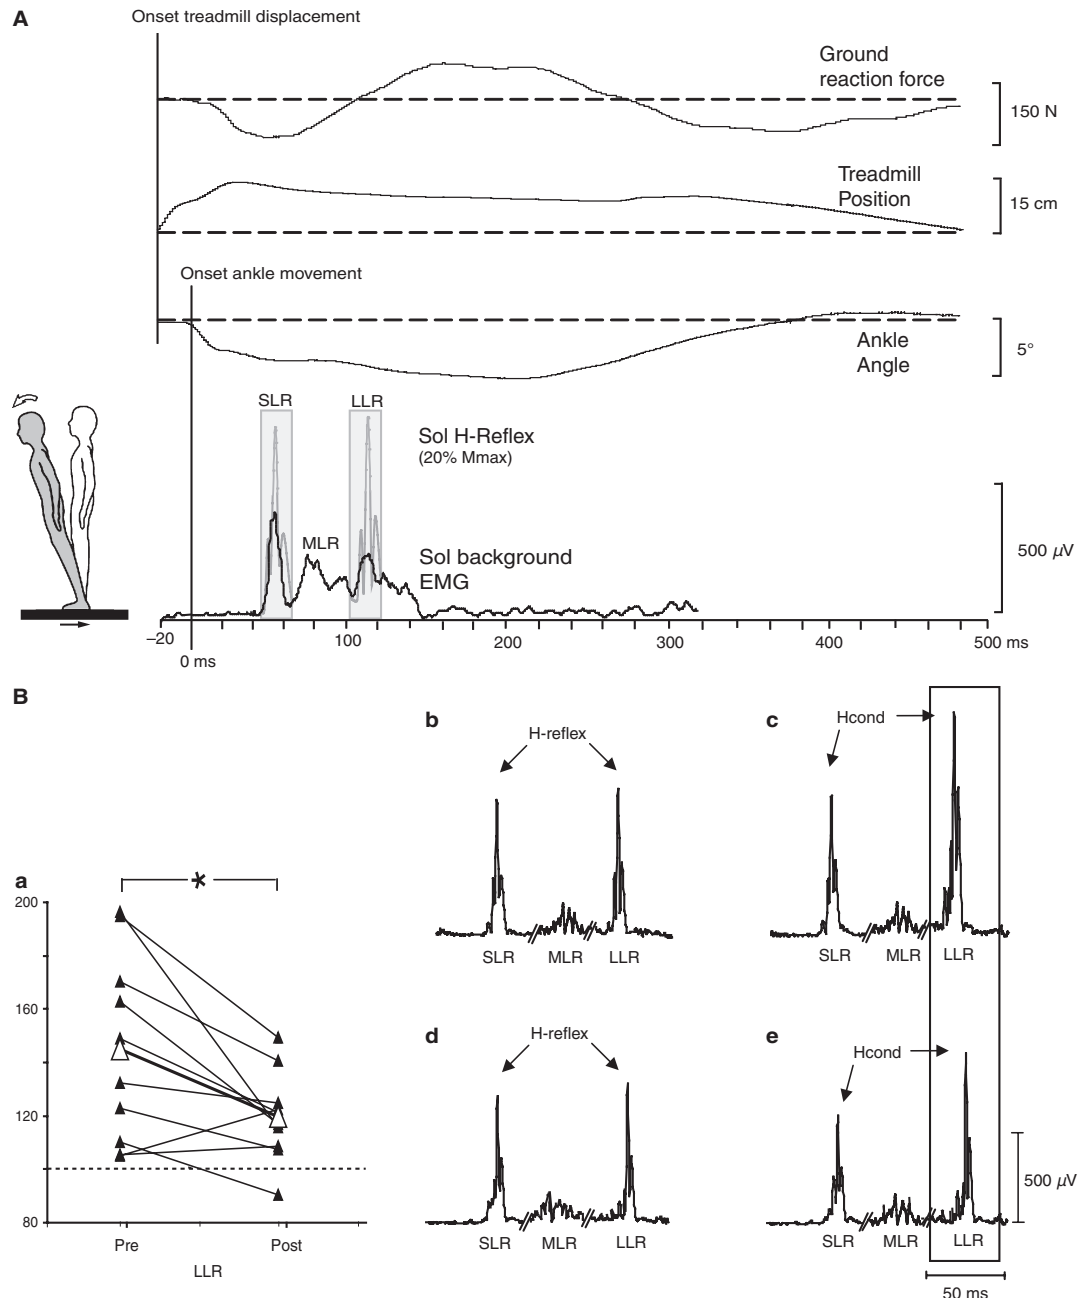 A
Onset treadmill displacement
Ground
reaction force
150 N
Treadmill
Position
15 cm
Onset ankle movement
Ankle
Angle
5°
SLR
LLR
Sol H-Reflex
(20% Mmax)
MLR
Sol background
EMG
500 µV
–20
100
200
300
400
500 ms
0 ms
B
b
H-reflex
SLR
MLR
LLR
c
Hcond
SLR
MLR
LLR
a
*
200
160
120
80
Pre
Post
LLR
d
H-reflex
SLR
MLR
LLR
e
Hcond
500 µV
SLR
MLR
LLR
50 ms